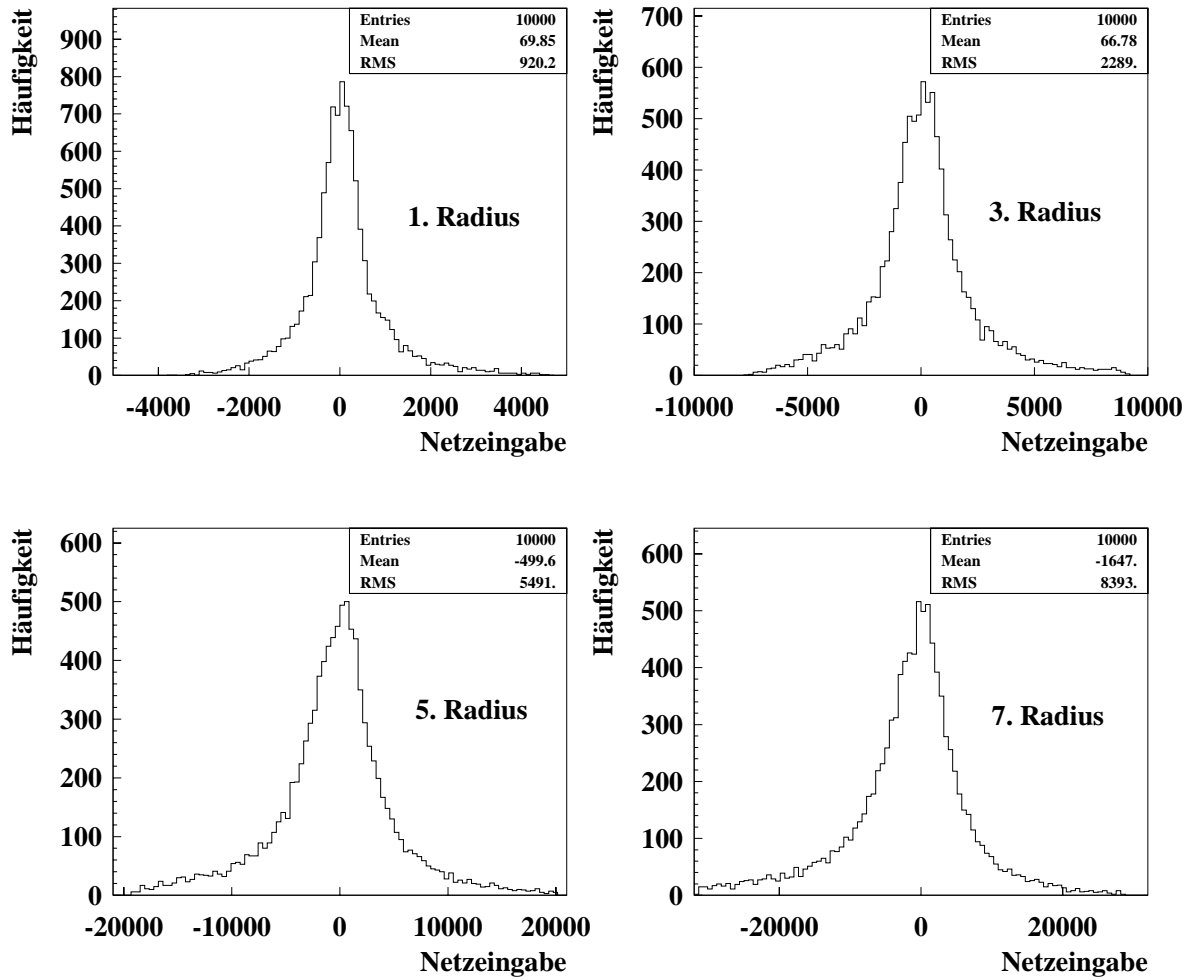 Entries 10000
Mean 69.85
RMS 920.2
Häufigkeit
900
800
700
600
500
400
300
200
100
0
1. Radius
-4000 -2000 0 2000 4000
Netzeingabe
Entries 10000
Mean 66.78
RMS 2289.
Häufigkeit
700
600
500
400
300
200
100
0
3. Radius
-10000 -5000 0 5000 10000
Netzeingabe
Entries 10000
Mean -499.6
RMS 5491.
Häufigkeit
600
500
400
300
200
100
0
5. Radius
-20000 -10000 0 10000 20000
Netzeingabe
Entries 10000
Mean -1647.
RMS 8393.
Häufigkeit
600
500
400
300
200
100
0
7. Radius
-20000 0 20000
Netzeingabe